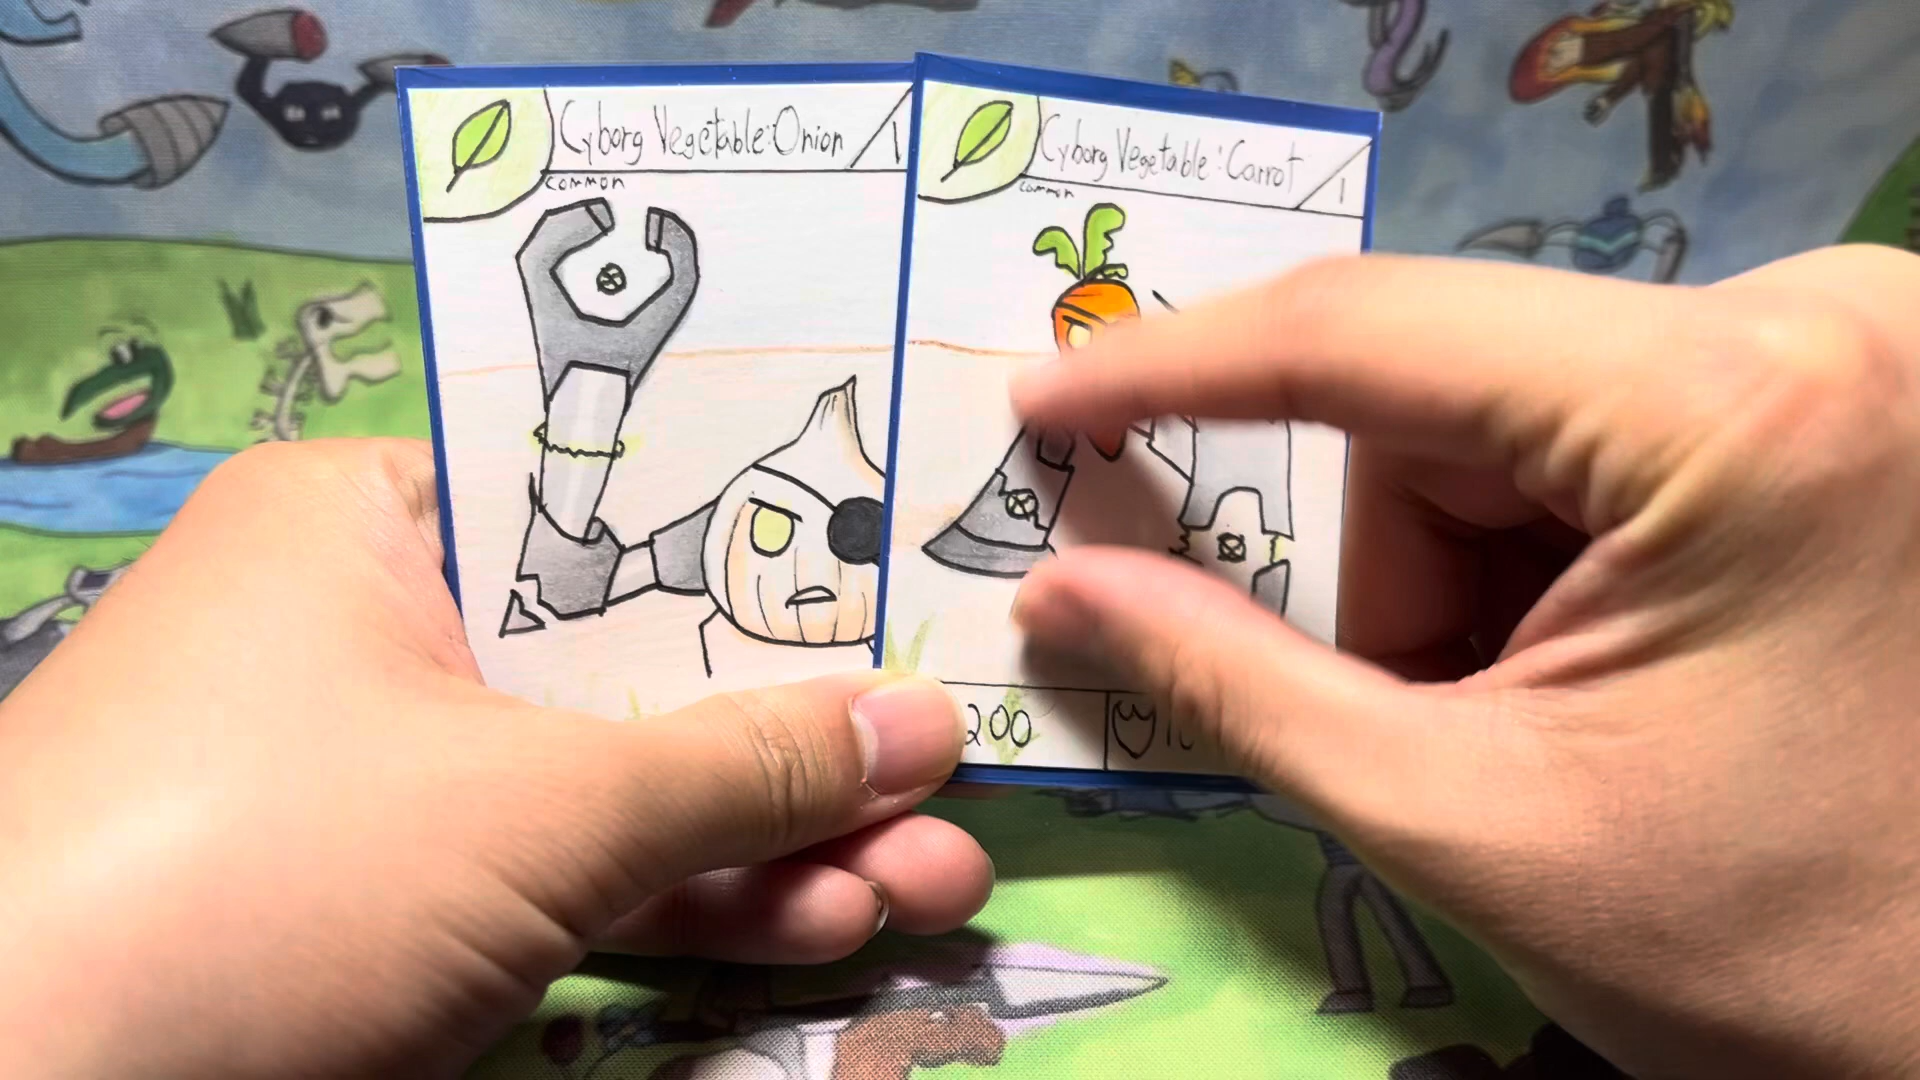 Cyborg Vegetable: Onion
1
common
Cyborg Vegetable: Carrot
1
common
200